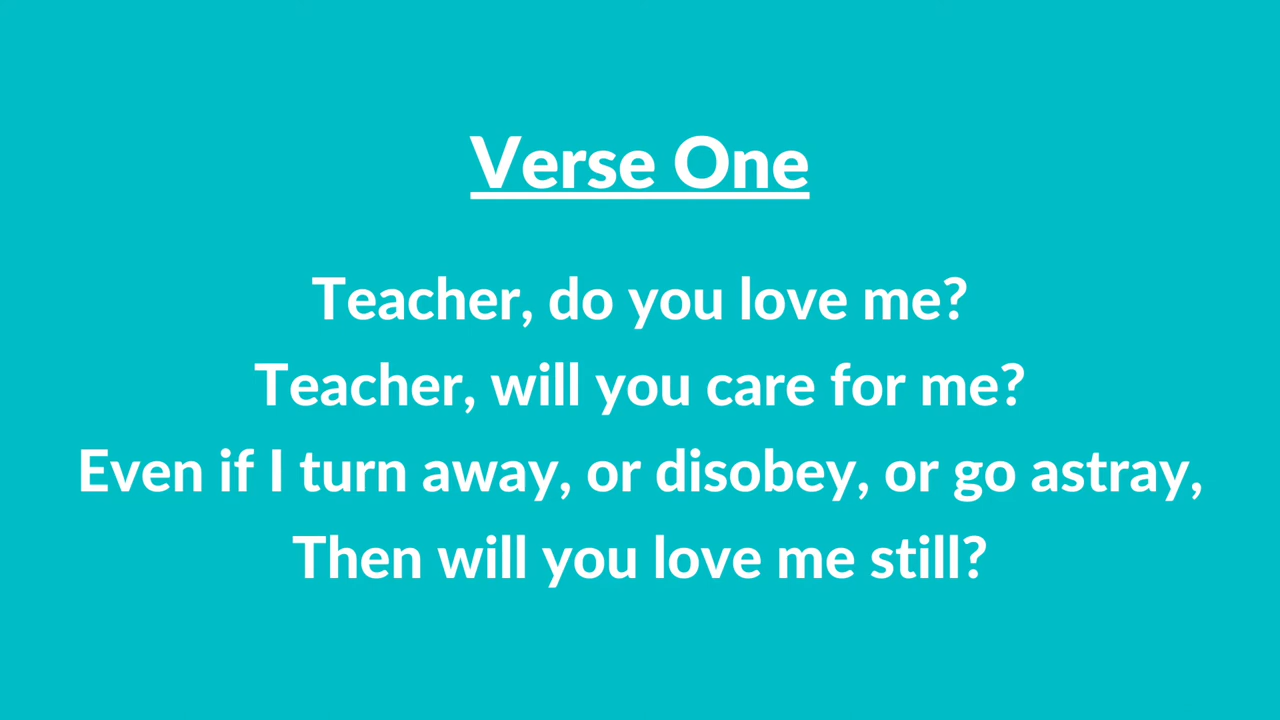 Verse One
Teacher, do you love me?
Teacher, will you care for me?
Even if I turn away, or disobey, or go astray,
Then will you love me still?